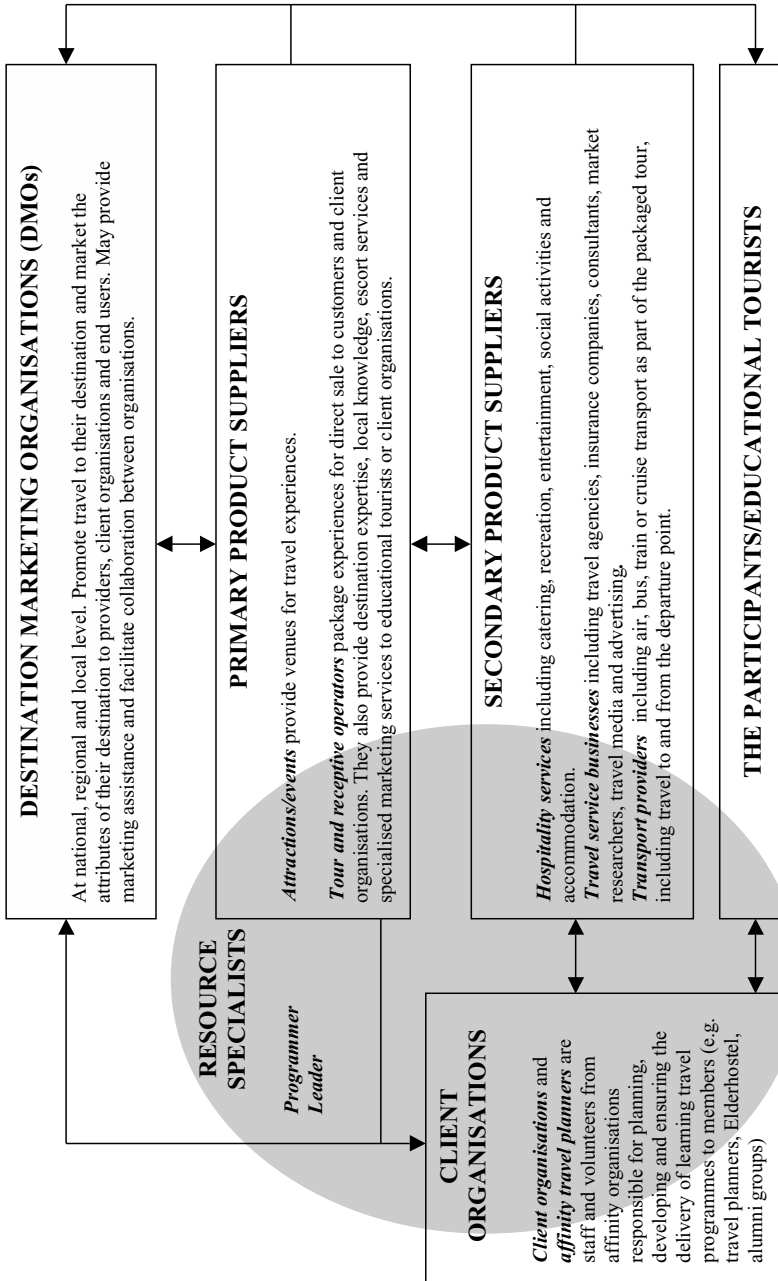 DESTINATION MARKETING ORGANISATIONS (DMOs)
At national, regional and local level. Promote travel to their destination and market the
attributes of their destination to providers, client organisations and end users. May provide
marketing assistance and facilitate collaboration between organisations.
PRIMARY PRODUCT SUPPLIERS
Attractions/events provide venues for travel experiences.
Tour and receptive operators package experiences for direct sale to customers and client
organisations. They also provide destination expertise, local knowledge, escort services and
specialised marketing services to educational tourists or client organisations.
SECONDARY PRODUCT SUPPLIERS
Hospitality services including catering, recreation, entertainment, social activities and
accommodation.
Travel service businesses including travel agencies, insurance companies, consultants, market
researchers, travel media and advertising.
Transport providers including air, bus, train or cruise transport as part of the packaged tour,
including travel to and from the departure point.
THE PARTICIPANTS/EDUCATIONAL TOURISTS
RESOURCE
SPECIALISTS
Programmer
Leader
CLIENT
ORGANISATIONS
Client organisations and
affinity travel planners are
staff and volunteers from
affinity organisations
responsible for planning,
developing and ensuring the
delivery of learning travel
programmes to members (e.g.
travel planners, Elderhostel,
alumni groups)